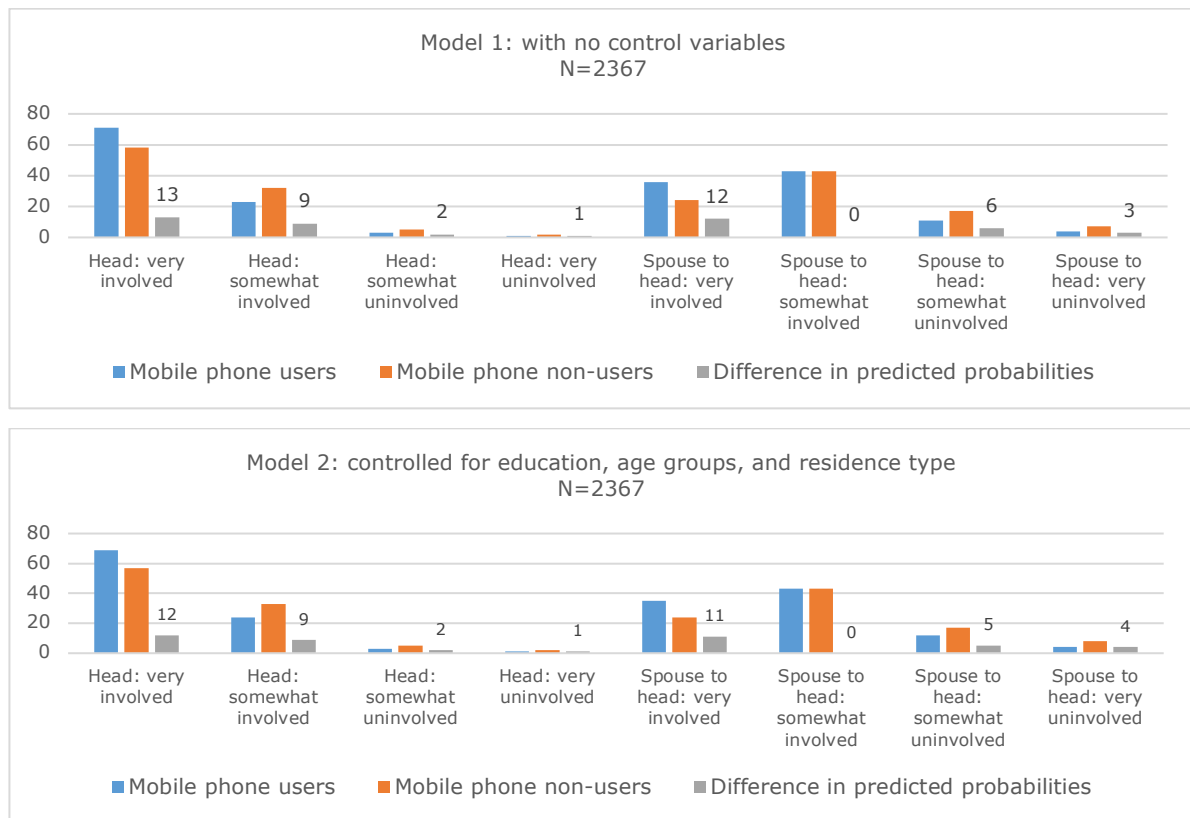 Model 1: with no control variables
N=2367
80
60
40
20
0
13
9
2
1
12
0
6
3
Head: very
involved
Head:
somewhat
involved
Head:
somewhat
uninvolved
Head: very
uninvolved
Spouse to
head: very
involved
Spouse to
head:
somewhat
involved
Spouse to
head:
somewhat
uninvolved
Spouse to
head: very
uninvolved
Mobile phone users
Mobile phone non-users
Difference in predicted probabilities
Model 2: controlled for education, age groups, and residence type
N=2367
80
60
40
20
0
12
9
2
1
11
0
5
4
Head: very
involved
Head:
somewhat
involved
Head:
somewhat
uninvolved
Head: very
uninvolved
Spouse to
head: very
involved
Spouse to
head:
somewhat
involved
Spouse to
head:
somewhat
uninvolved
Spouse to
head: very
uninvolved
Mobile phone users
Mobile phone non-users
Difference in predicted probabilities